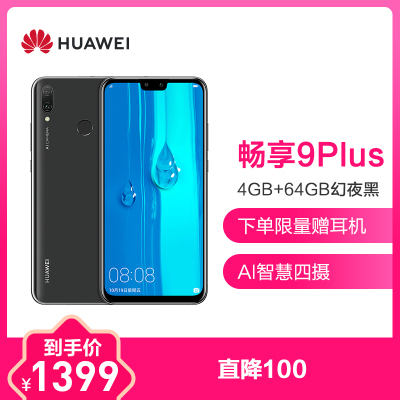 HUAWEI
畅享9Plus
4GB+64GB幻夜黑
下单限量赠耳机
AI智慧四摄
HUAWEI
08:08
到手价
¥1399
直降100